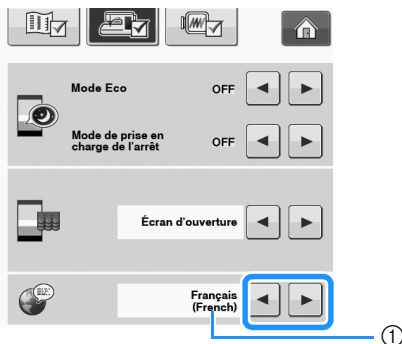 Mode Eco OFF
Mode de prise en
charge de l'arrêt OFF
Écran d'ouverture
Français
(French)
①